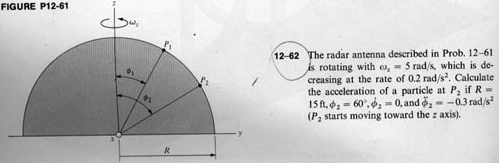 FIGURE P12-61
z
ω_z
P₁
ϕ₁
P₂
ϕ₂
x
y
R
12-62 The radar antenna described in Prob. 12–61
is rotating with ω_z = 5 rad/s, which is de-
creasing at the rate of 0.2 rad/s². Calculate
the acceleration of a particle at P₂ if R =
15 ft, ϕ₂ = 60°, ϕ̇₂ = 0, and ϕ̈₂ = −0.3 rad/s²
(P₂ starts moving toward the z axis).